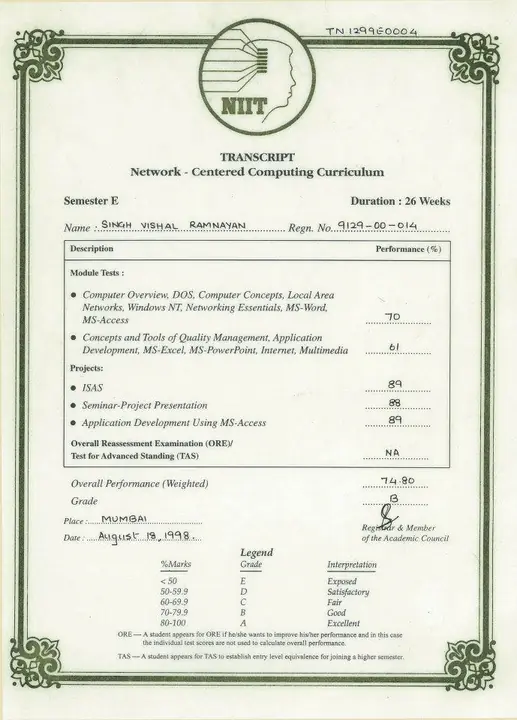 TN 1299E0004
NIIT
TRANSCRIPT
Network - Centered Computing Curriculum
Semester E Duration : 26 Weeks
Name : SINGH VISHAL RAMNAYAN Regn. No. 9129-00-014
Description Performance (%)
Module Tests :
• Computer Overview, DOS, Computer Concepts, Local Area
Networks, Windows NT, Networking Essentials, MS-Word,
MS-Access 70
• Concepts and Tools of Quality Management, Application
Development, MS-Excel, MS-PowerPoint, Internet, Multimedia 61
Projects:
• ISAS 89
• Seminar-Project Presentation 88
• Application Development Using MS-Access 89
Overall Reassessment Examination (ORE)/
Test for Advanced Standing (TAS) NA
Overall Performance (Weighted) 74.80
Grade B
Place : MUMBAI
Registrar & Member
Date : August 18, 1998. of the Academic Council
Legend
%Marks Grade Interpretation
< 50 E Exposed
50-59.9 D Satisfactory
60-69.9 C Fair
70-79.9 B Good
80-100 A Excellent
ORE — A student appears for ORE if he/she wants to improve his/her performance and in this case
the individual test scores are not used to calculate overall performance.
TAS — A student appears for TAS to establish entry level equivalence for joining a higher semester.